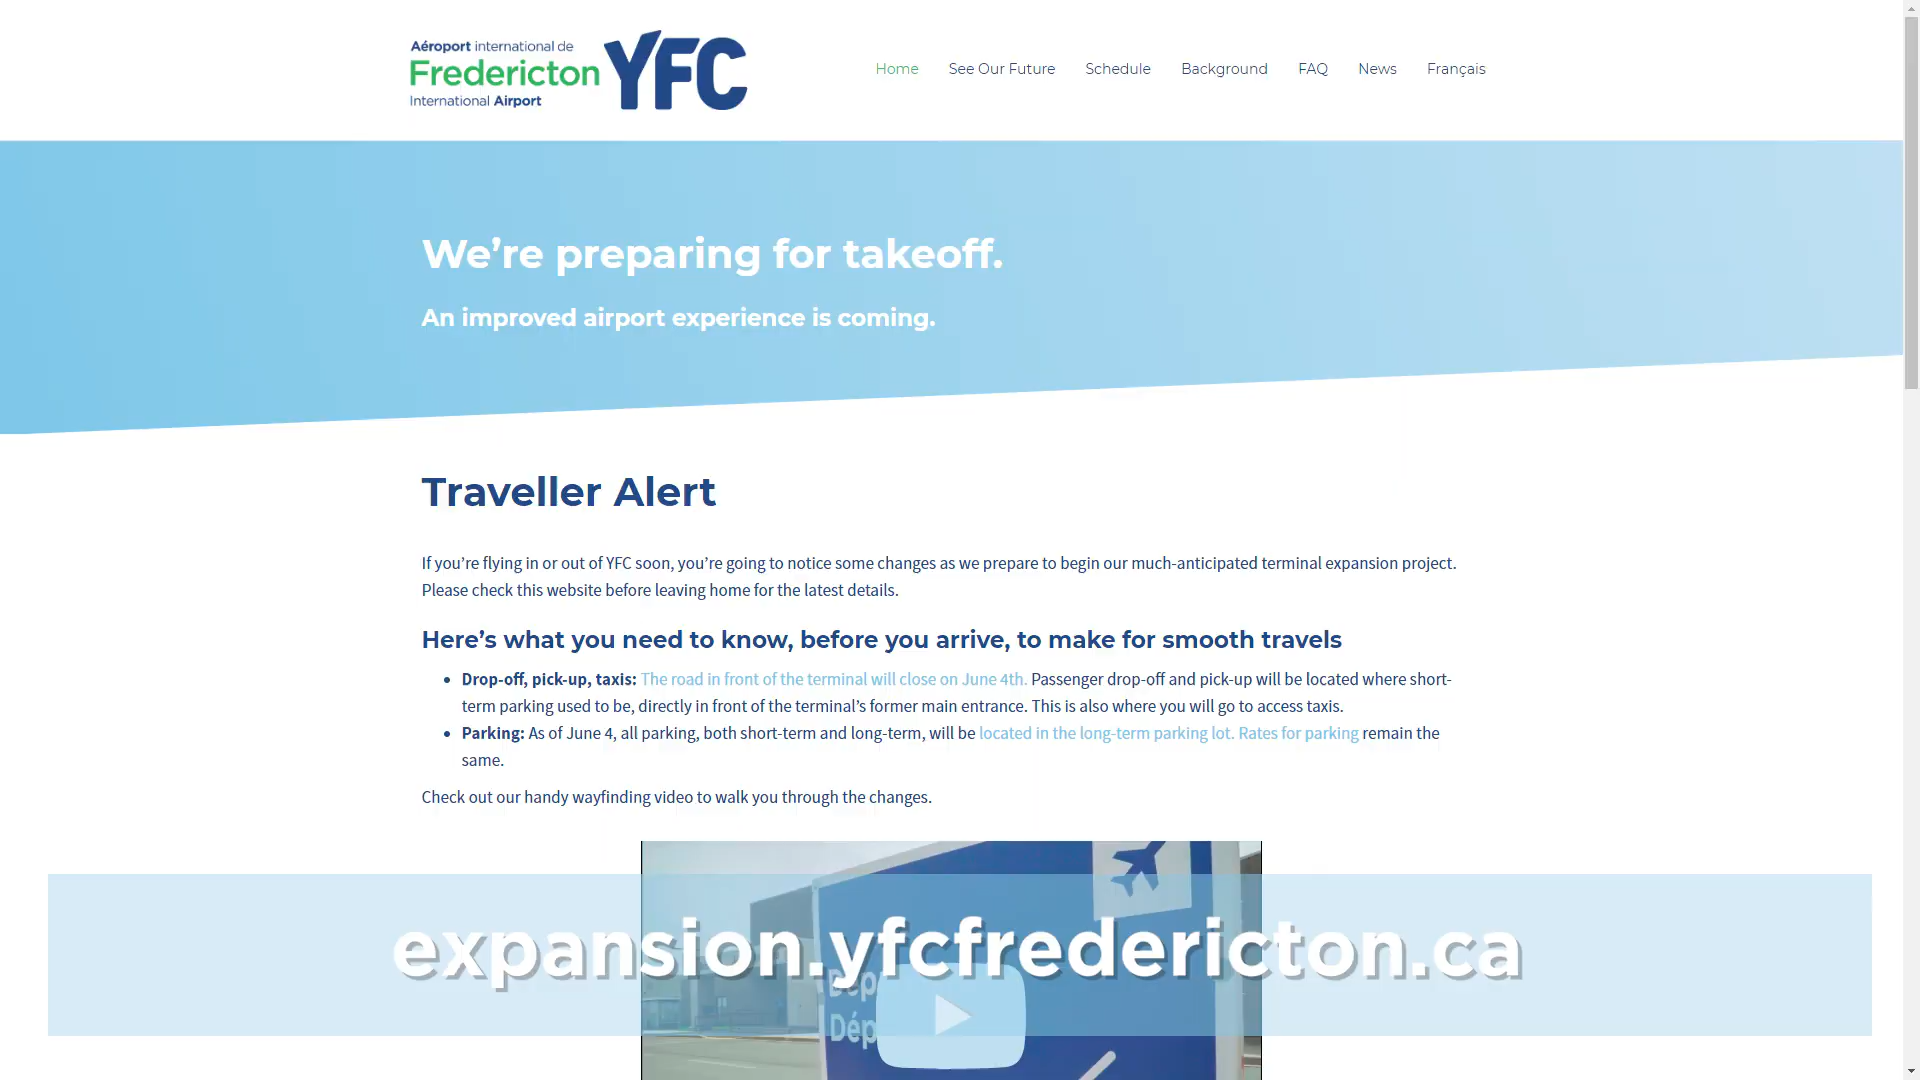 Aéroport international de
Fredericton
International Airport
YFC
Home See Our Future Schedule Background FAQ News Français
We’re preparing for takeoff.
An improved airport experience is coming.
Traveller Alert
If you’re flying in or out of YFC soon, you’re going to notice some changes as we prepare to begin our much-anticipated terminal expansion project.
Please check this website before leaving home for the latest details.
Here’s what you need to know, before you arrive, to make for smooth travels
• Drop-off, pick-up, taxis: The road in front of the terminal will close on June 4th. Passenger drop-off and pick-up will be located where short-
term parking used to be, directly in front of the terminal’s former main entrance. This is also where you will go to access taxis.
• Parking: As of June 4, all parking, both short-term and long-term, will be located in the long-term parking lot. Rates for parking remain the
same.
Check out our handy wayfinding video to walk you through the changes.
expansion.yfcfredericton.ca